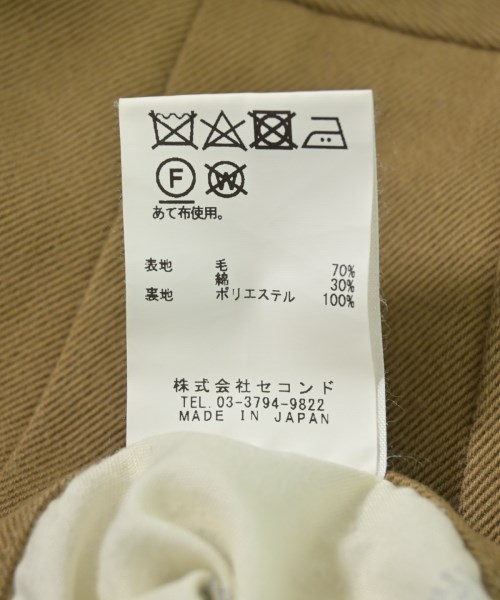 F W
あて布使用。
表地 毛 70%
綿 30%
裏地 ポリエステル 100%
株式会社セコンド
TEL. 03-3794-9822
MADE IN JAPAN